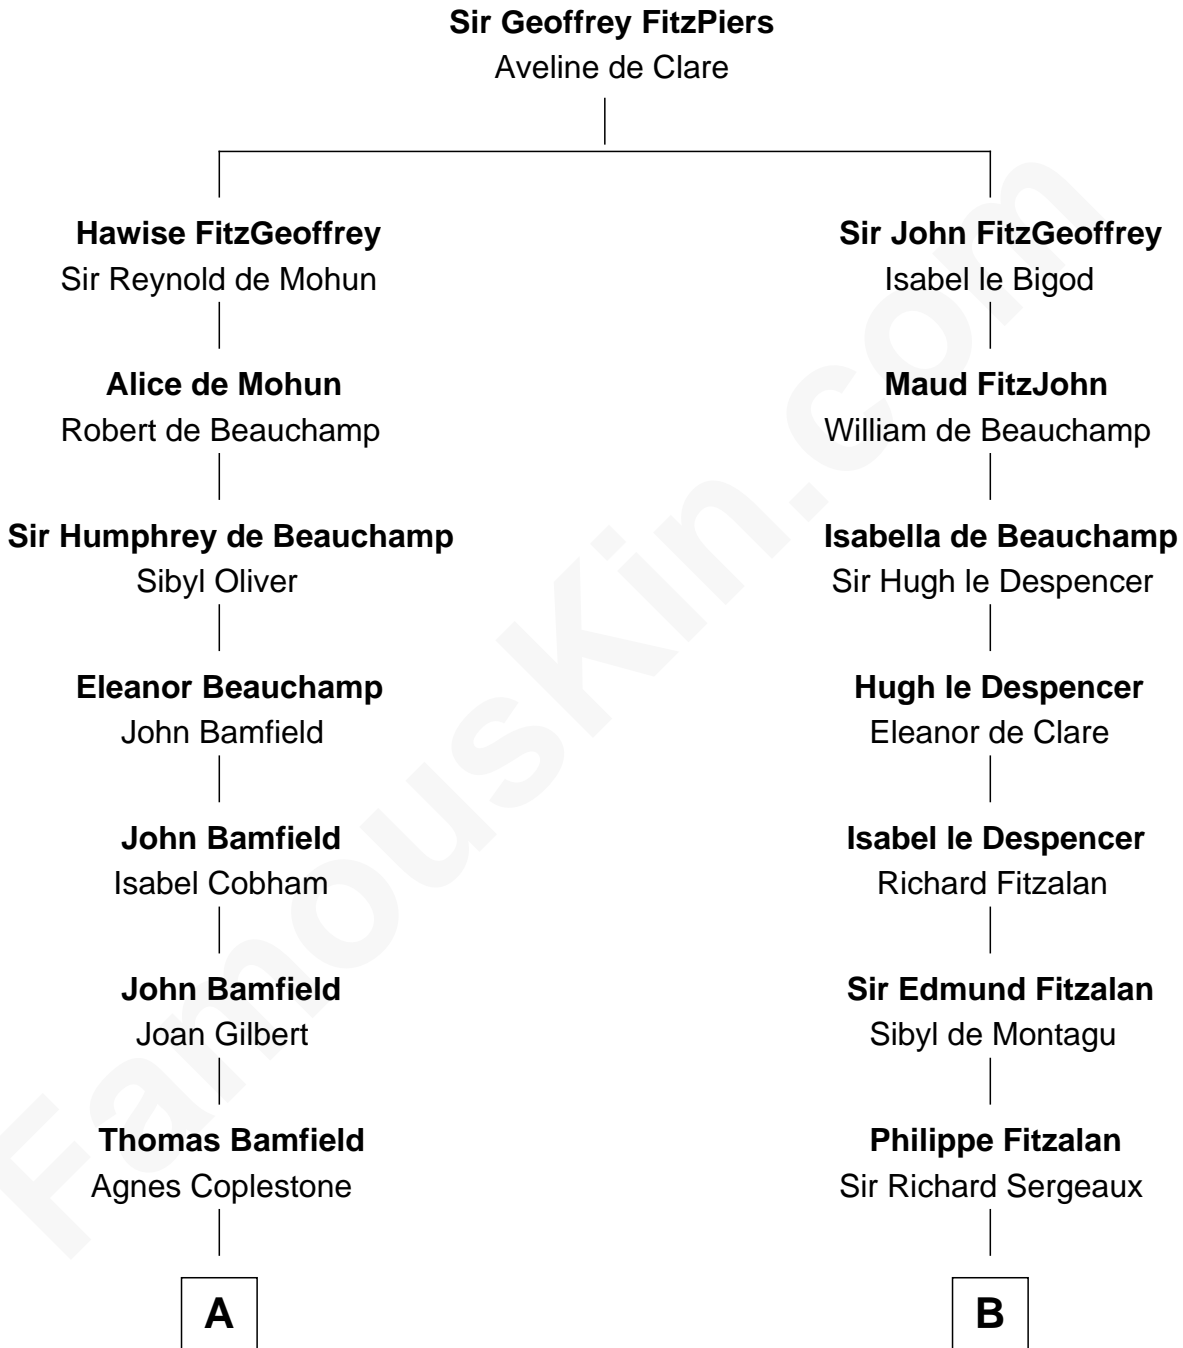 Sir Geoffrey FitzPiers
Aveline de Clare
Hawise FitzGeoffrey
Sir Reynold de Mohun
Alice de Mohun
Robert de Beauchamp
Sir Humphrey de Beauchamp
Sibyl Oliver
Eleanor Beauchamp
John Bamfield
John Bamfield
Isabel Cobham
John Bamfield
Joan Gilbert
Thomas Bamfield
Agnes Coplestone
A
Sir John FitzGeoffrey
Isabel le Bigod
Maud FitzJohn
William de Beauchamp
Isabella de Beauchamp
Sir Hugh le Despencer
Hugh le Despencer
Eleanor de Clare
Isabel le Despencer
Richard Fitzalan
Sir Edmund Fitzalan
Sibyl de Montagu
Philippe Fitzalan
Sir Richard Sergeaux
B
FamousKin.com